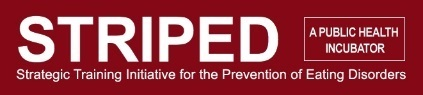 STRIPED
A PUBLIC HEALTH
INCUBATOR
Strategic Training Initiative for the Prevention of Eating Disorders